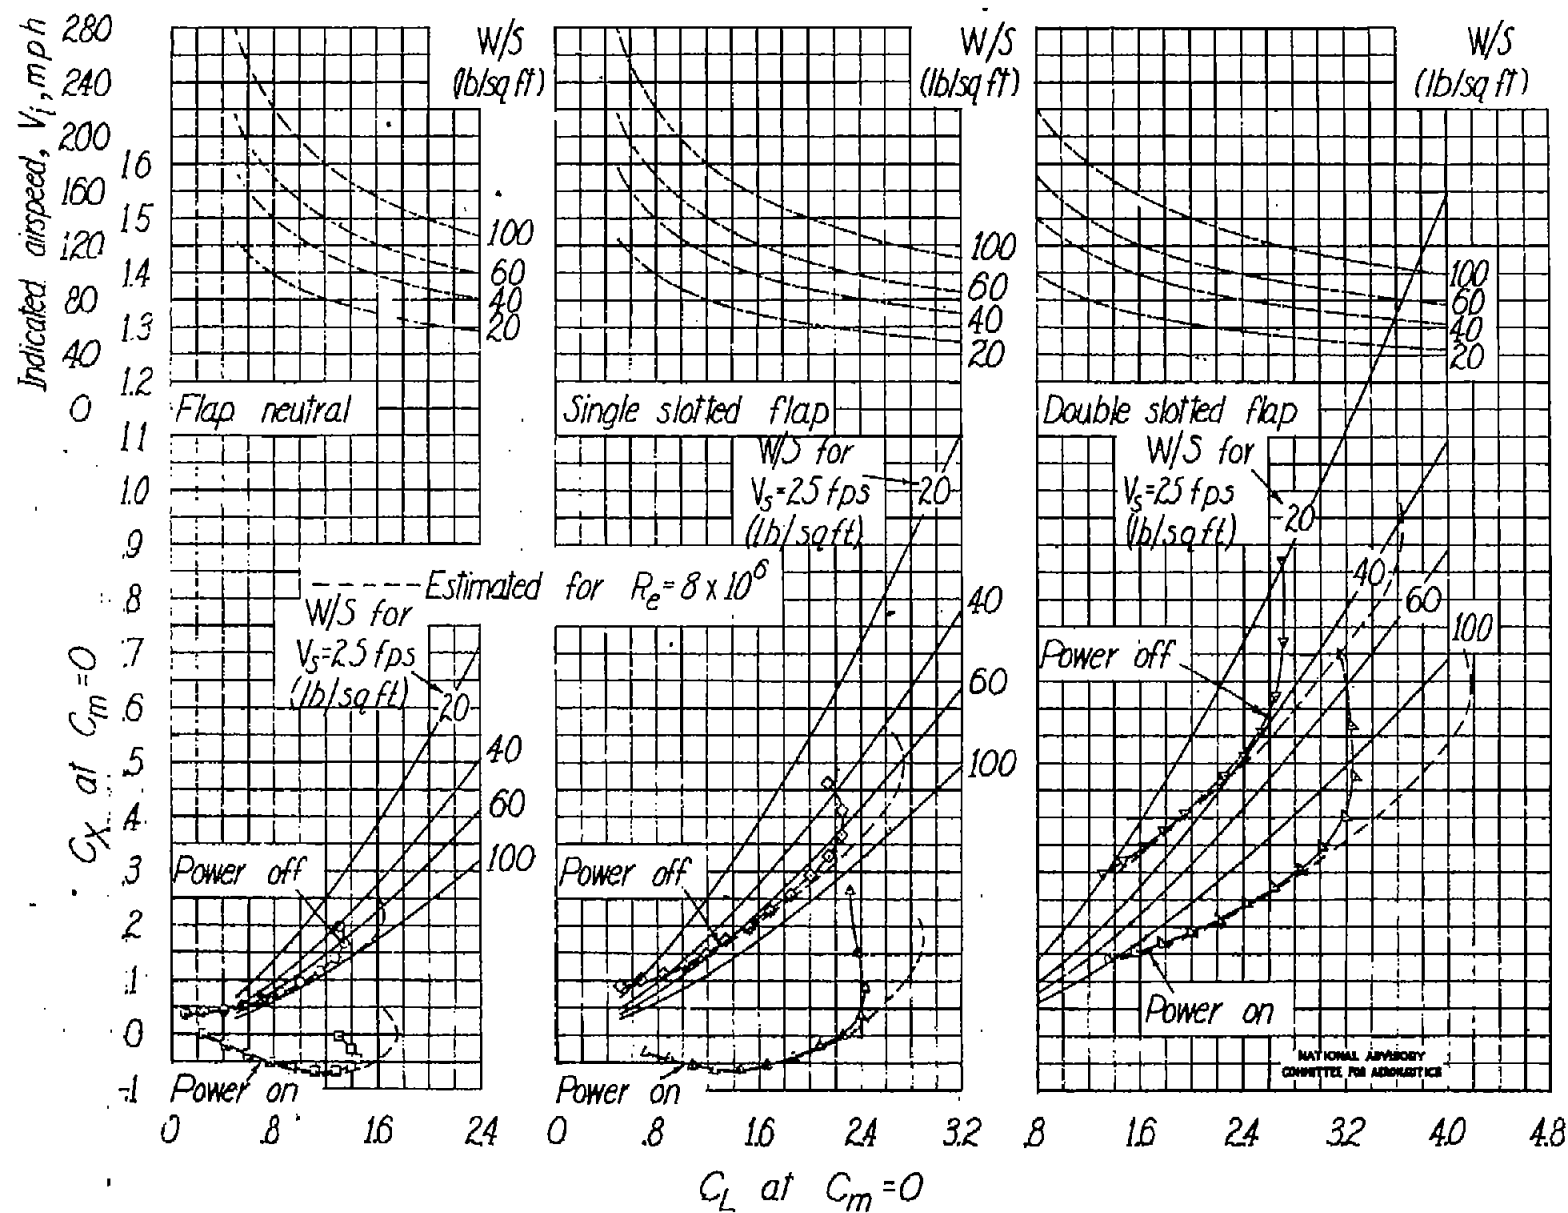 Indicated airspeed, Vi, mph
280
240
200
160
120
80
40
0
1.6
1.5
1.4
1.3
1.2
1.1
1.0
.9
.8
.7
.6
.5
.4
.3
.2
.1
0
-.1
CX at Cm=0
W/S
(lb/sq ft)
100
60
40
20
Flap neutral
W/S for
Vs=25 fps
(lb/sq ft)
20
40
60
100
Power off
Power on
0 .8 1.6 2.4
W/S
(lb/sq ft)
100
60
40
20
Single slotted flap
W/S for
Vs=25 fps
(lb/sq ft)
20
40
60
100
Estimated for Re=8 x 10^6
Power off
Power on
0 .8 1.6 2.4 3.2
W/S
(lb/sq ft)
100
60
40
20
Double slotted flap
W/S for
Vs=25 fps
(lb/sq ft)
20
40
60
100
Power off
Power on
NATIONAL ADVISORY
COMMITTEE FOR AERONAUTICS
.8 1.6 2.4 3.2 4.0 4.8
CL at Cm=0